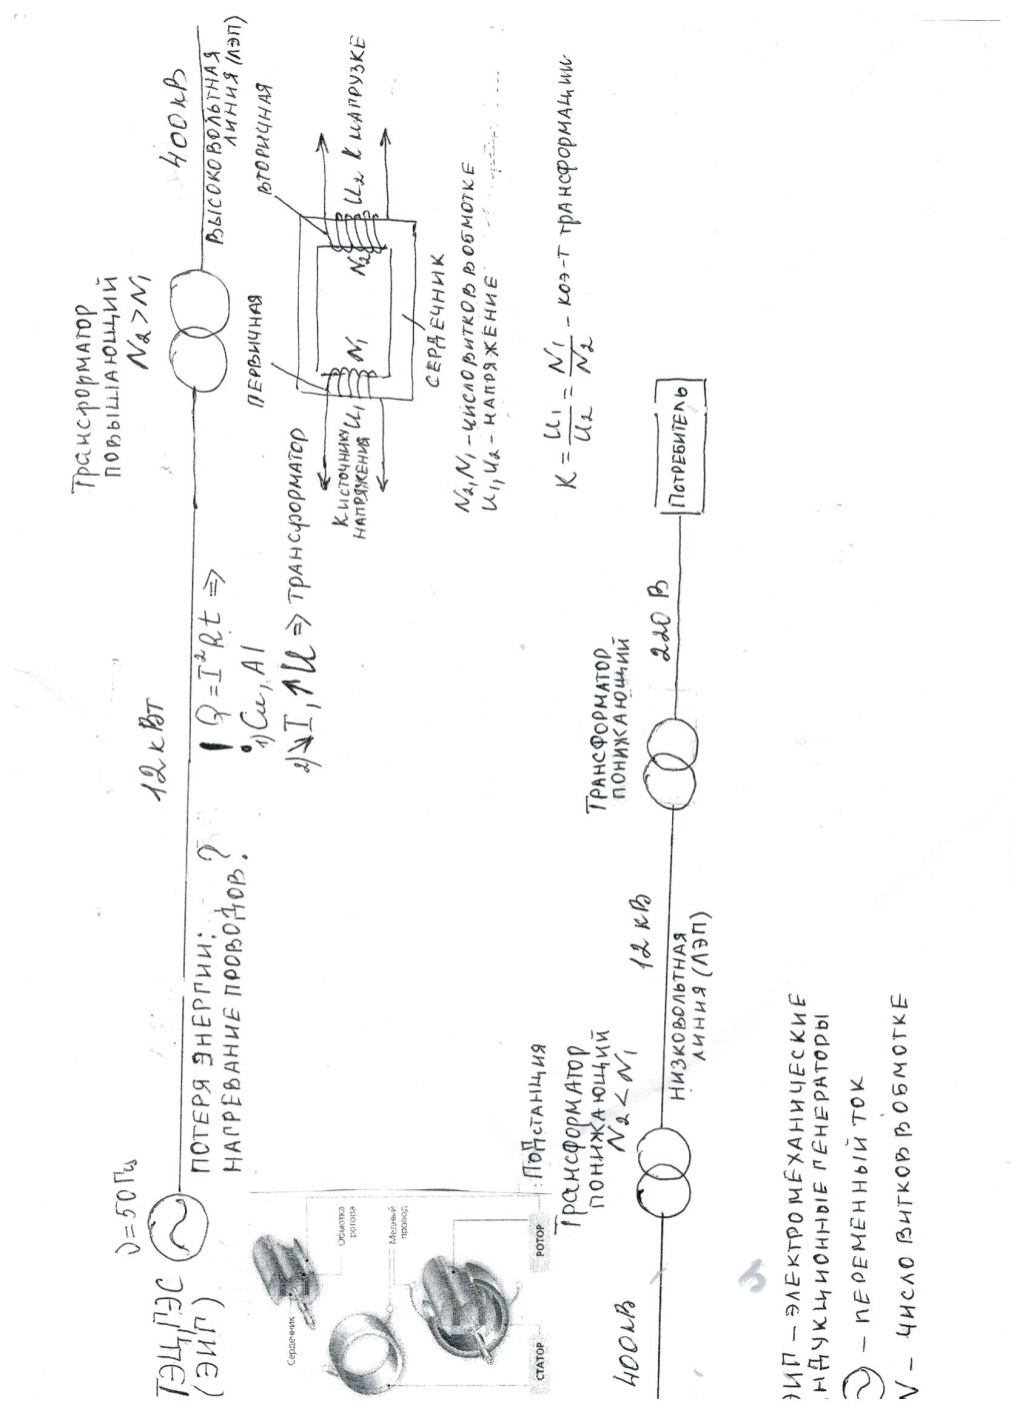 ТЭЦ, ГЭС
(ЭИГ)
ν=50Гц
12 кВт
Трансформатор
повышающий
N₂ > N₁
400 кВ
Высоковольтная
линия (ЛЭП)
Потеря энергии:
нагревание проводов?
! Q = I²Rt ⇒
1) Cu, Al
2) ↓I, ↑U ⇒ трансформатор
Первичная
Вторичная
К источнику
напряжения
U₁
N₁
N₂
U₂
К нагрузке
Сердечник
N₂, N₁ - число витков в обмотке
U₁, U₂ - напряжение
K = U₁/U₂ = N₁/N₂ - коэ-т трансформации
Сердечник
Обмотка
ротора
Медный
провод
СТАТОР
РОТОР
Подстанция
400 кВ
Трансформатор
понижающий
N₂ < N₁
12 кВ
Низковольтная
линия (ЛЭП)
Трансформатор
понижающий
220 В
Потребитель
ЭИГ - электромеханические
индукционные генераторы
- переменный ток
N - число витков в обмотке